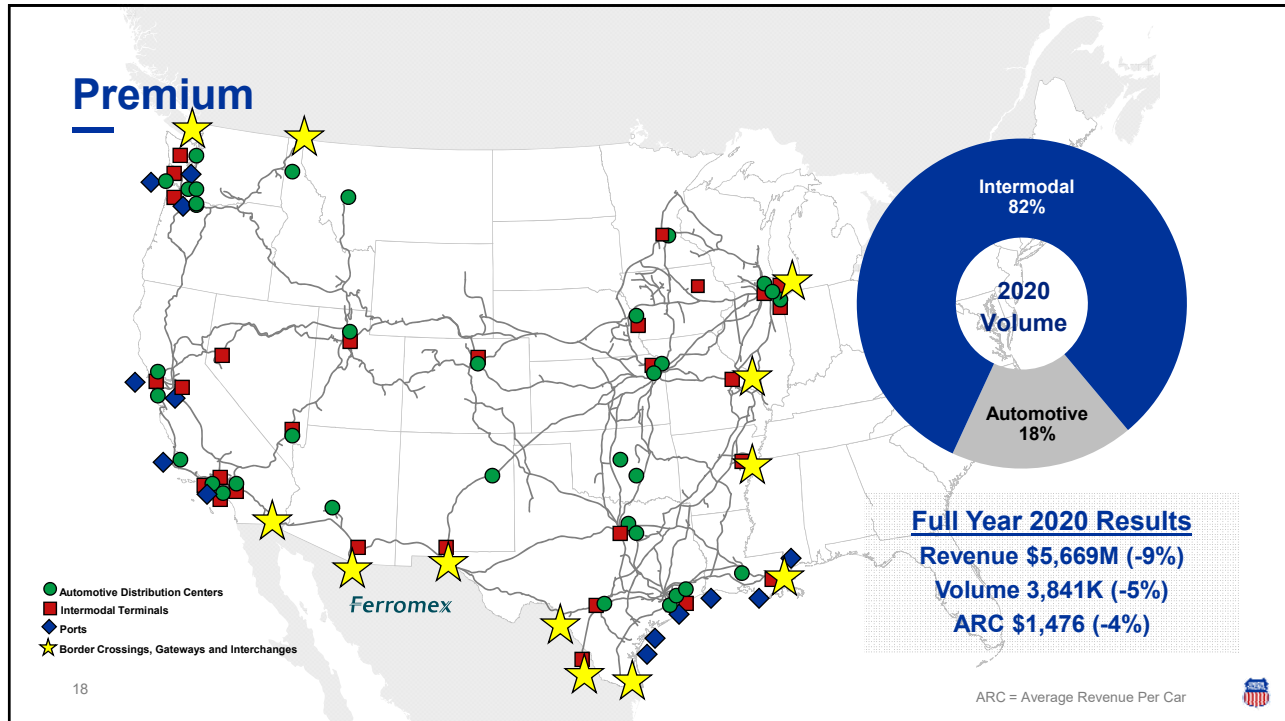 Premium
Intermodal
82%
2020
Volume
Automotive
18%
Full Year 2020 Results
Revenue $5,669M (-9%)
Volume 3,841K (-5%)
ARC $1,476 (-4%)
Automotive Distribution Centers
Intermodal Terminals
Ports
Border Crossings, Gateways and Interchanges
Ferromex
18
ARC = Average Revenue Per Car